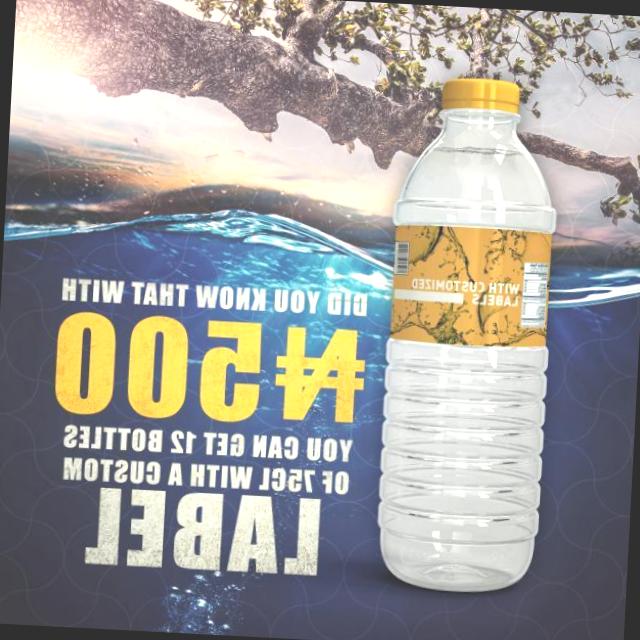 DID YOU KNOW THAT WITH
₦500
YOU CAN GET 12 BOTTLES
OF 75CL WITH A CUSTOM
LABEL
WITH CUSTOMIZED
LABELS